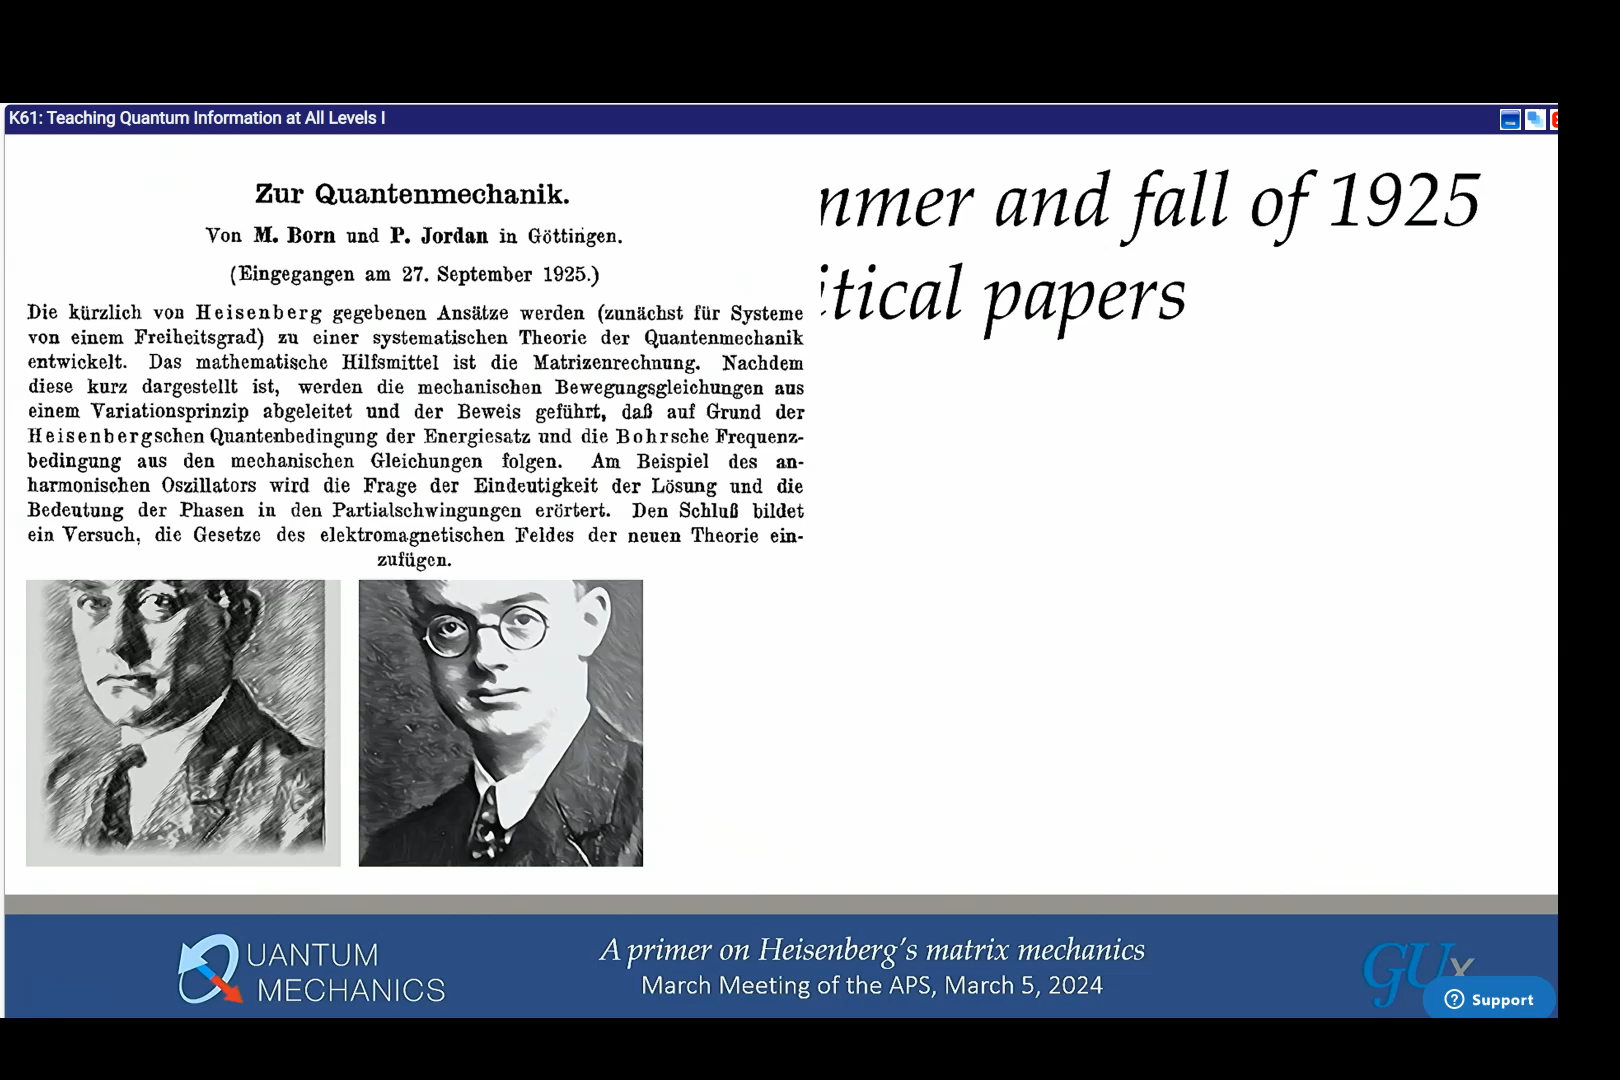 K61: Teaching Quantum Information at All Levels I
Zur Quantenmechanik.
Von M. Born und P. Jordan in Göttingen.
(Eingegangen am 27. September 1925.)
Die kürzlich von Heisenberg gegebenen Ansätze werden (zunächst für Systeme
von einem Freiheitsgrad) zu einer systematischen Theorie der Quantenmechanik
entwickelt. Das mathematische Hilfsmittel ist die Matrizenrechnung. Nachdem
diese kurz dargestellt ist, werden die mechanischen Bewegungsgleichungen aus
einem Variationsprinzip abgeleitet und der Beweis geführt, daß auf Grund der
Heisenbergschen Quantenbedingung der Energiesatz und die Bohrsche Frequenz-
bedingung aus den mechanischen Gleichungen folgen. Am Beispiel des an-
harmonischen Oszillators wird die Frage der Eindeutigkeit der Lösung und die
Bedeutung der Phasen in den Partialschwingungen erörtert. Den Schluß bildet
ein Versuch, die Gesetze des elektromagnetischen Feldes der neuen Theorie ein-
zufügen.
nmer and fall of 1925
itical papers
QUANTUM
MECHANICS
A primer on Heisenberg's matrix mechanics
March Meeting of the APS, March 5, 2024
GUx
Support